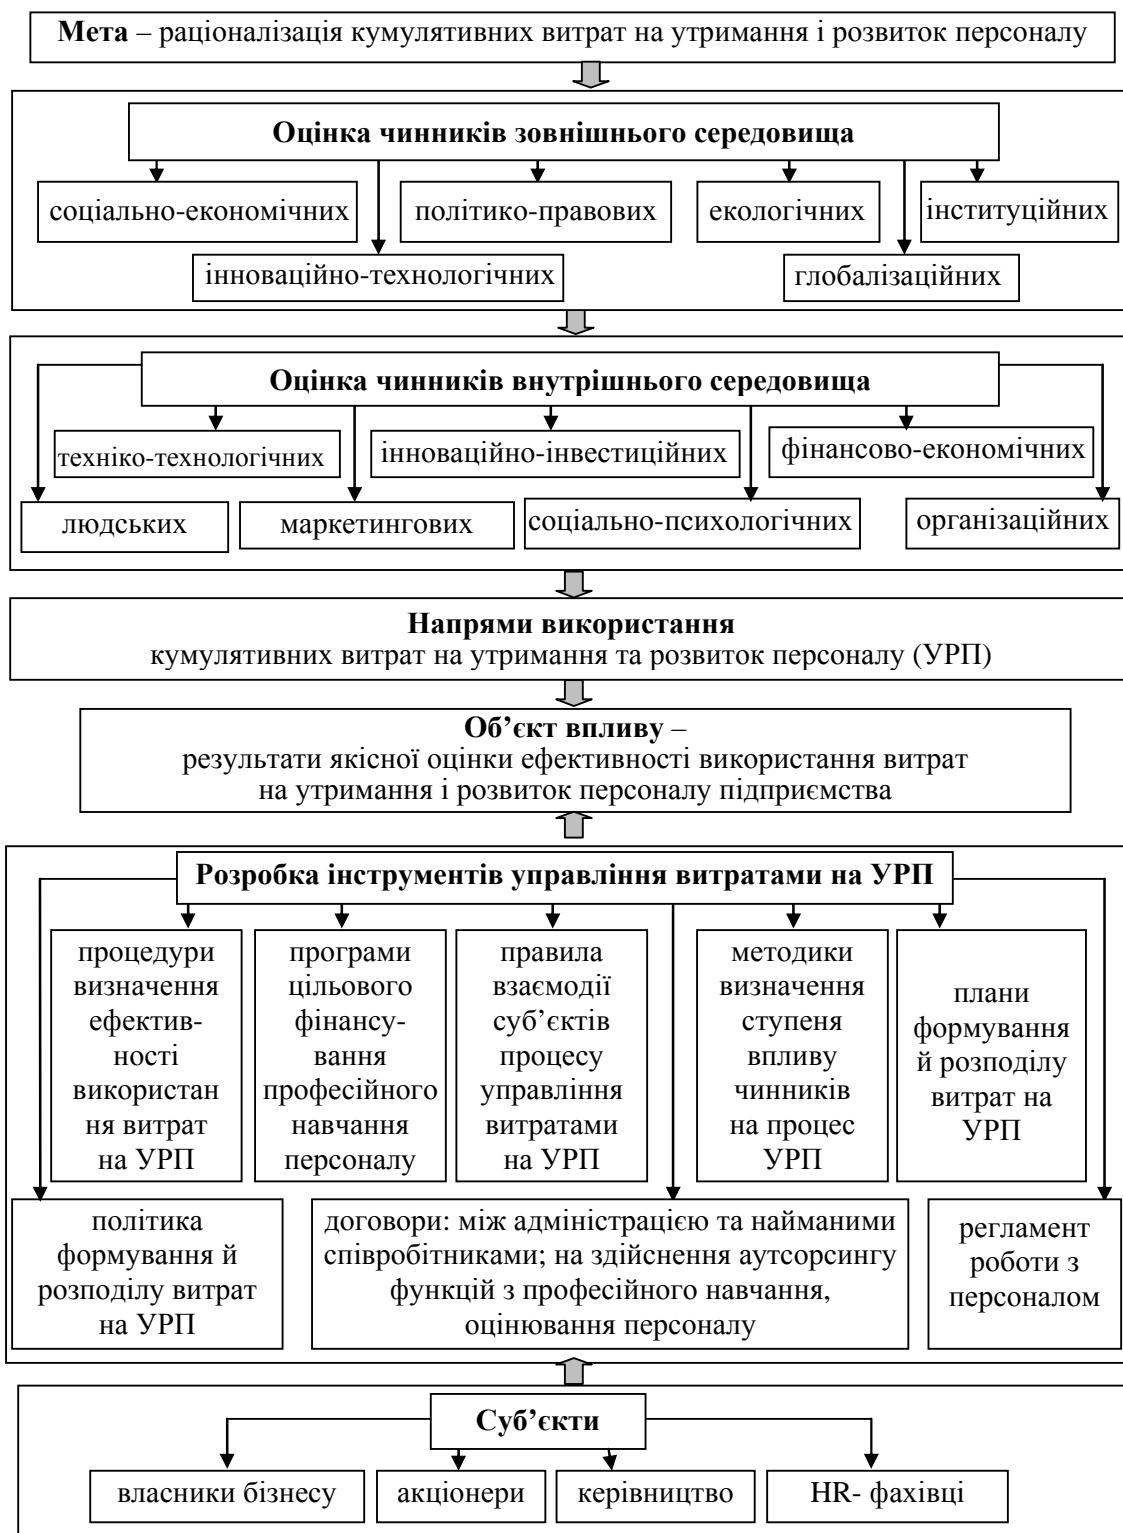 Мета – раціоналізація кумулятивних витрат на утримання і розвиток персоналу
Оцінка чинників зовнішнього середовища
соціально-економічних
політико-правових
екологічних
інституційних
інноваційно-технологічних
глобалізаційних
Оцінка чинників внутрішнього середовища
техніко-технологічних
інноваційно-інвестиційних
фінансово-економічних
людських
маркетингових
соціально-психологічних
організаційних
Напрями використання
кумулятивних витрат на утримання та розвиток персоналу (УРП)
Об’єкт впливу –
результати якісної оцінки ефективності використання витрат
на утримання і розвиток персоналу підприємства
Розробка інструментів управління витратами на УРП
процедури
визначення
ефектив-
ності
використан
ня витрат
на УРП
програми
цільового
фінансу-
вання
професійного
навчання
персоналу
правила
взаємодії
суб’єктів
процесу
управління
витратами
на УРП
методики
визначення
ступеня
впливу
чинників
на процес
УРП
плани
формування
й розподілу
витрат на
УРП
політика
формування й
розподілу витрат
на УРП
договори: між адміністрацією та найманими
співробітниками; на здійснення аутсорсингу
функцій з професійного навчання,
оцінювання персоналу
регламент
роботи з
персоналом
Суб’єкти
власники бізнесу
акціонери
керівництво
HR- фахівці